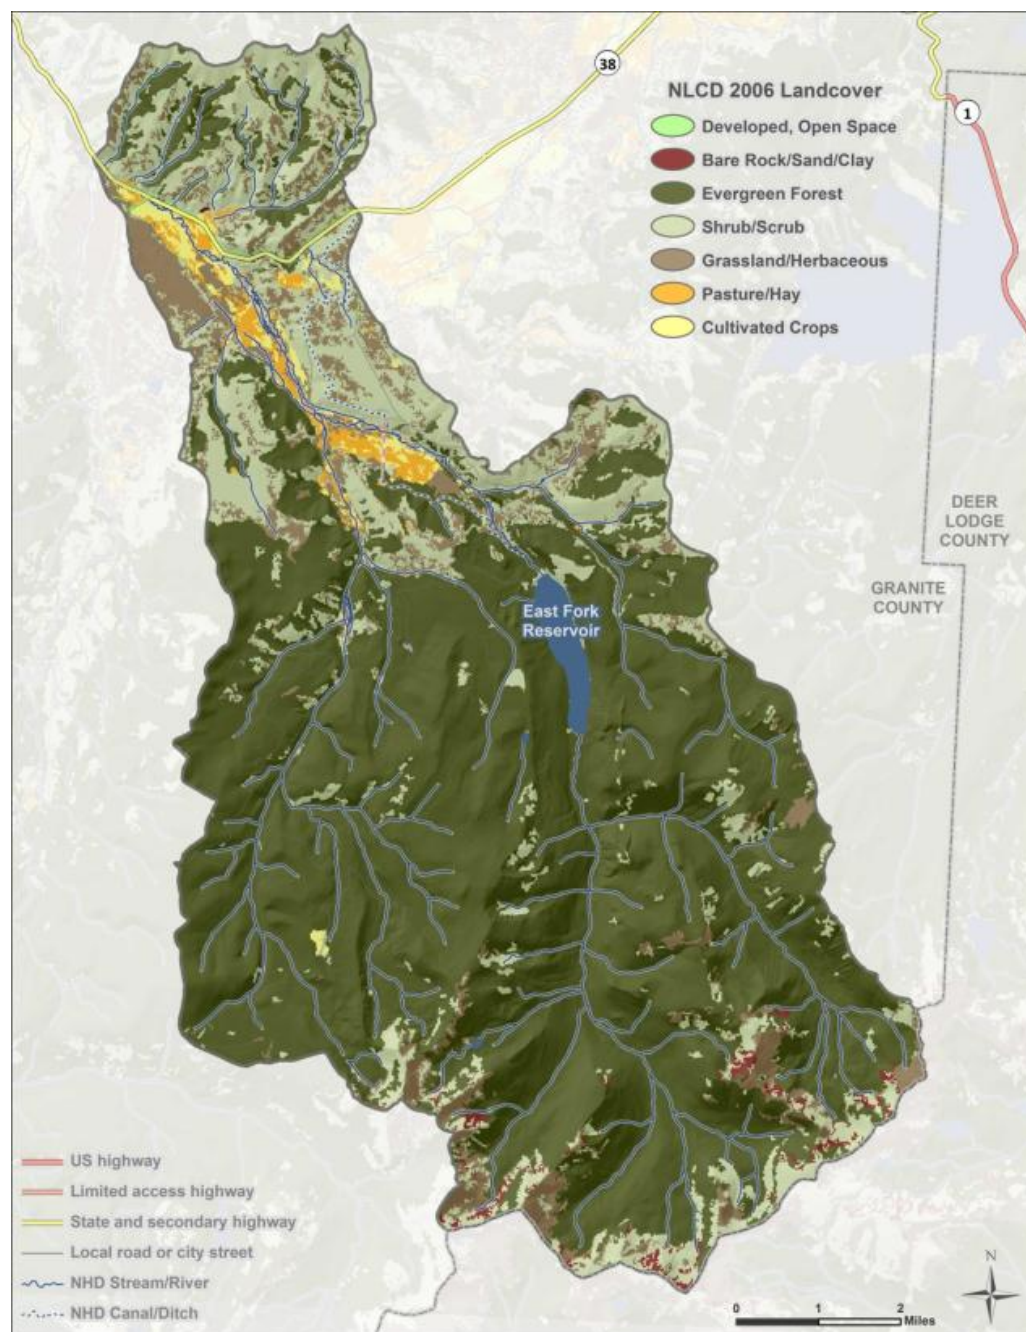 38
NLCD 2006 Landcover
1
Developed, Open Space
Bare Rock/Sand/Clay
Evergreen Forest
Shrub/Scrub
Grassland/Herbaceous
Pasture/Hay
Cultivated Crops
DEER
LODGE
COUNTY
GRANITE
COUNTY
East Fork
Reservoir
US highway
Limited access highway
State and secondary highway
Local road or city street
NHD Stream/River
NHD Canal/Ditch
N
0 1 2
Miles